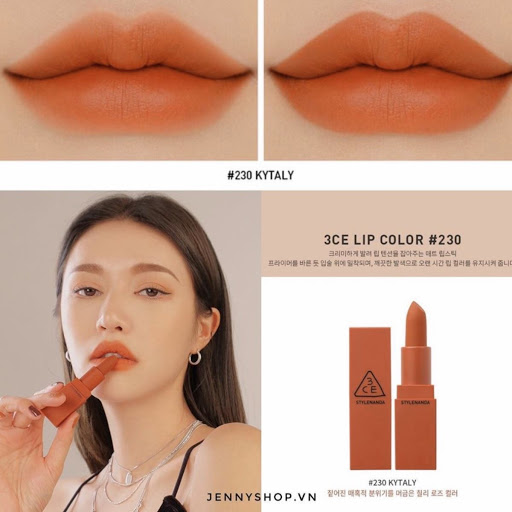 #230 KYTALY
3CE LIP COLOR #230
크리미하게 발려 립 텐션을 잡아주는 매트 립스틱
프라이머를 바른 듯 입술 위에 밀착되며, 깨끗한 발색으로 오랜 시간 립 컬러를 유지시켜 줍니
3
CE
STYLENANDA
STYLENANDA
#230 KYTALY
짙어진 매혹적 분위기를 머금은 칠리 로즈 컬러
JENNYSHOP.VN